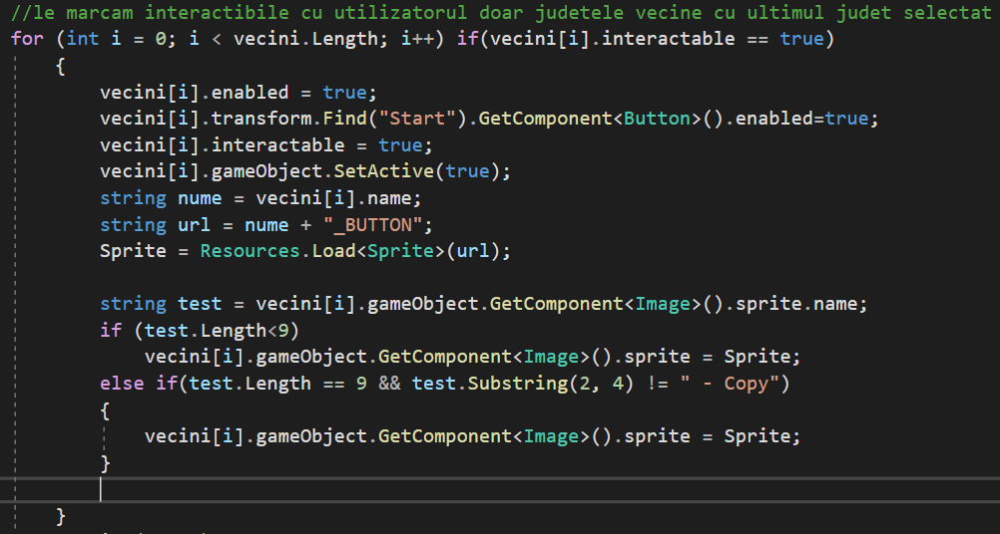 //le marcam interactibile cu utilizatorul doar judetele vecine cu ultimul judet selectat
for (int i = 0; i < vecini.Length; i++) if(vecini[i].interactable == true)
{
vecini[i].enabled = true;
vecini[i].transform.Find("Start").GetComponent<Button>().enabled=true;
vecini[i].interactable = true;
vecini[i].gameObject.SetActive(true);
string nume = vecini[i].name;
string url = nume + "_BUTTON";
Sprite = Resources.Load<Sprite>(url);
string test = vecini[i].gameObject.GetComponent<Image>().sprite.name;
if (test.Length<9)
vecini[i].gameObject.GetComponent<Image>().sprite = Sprite;
else if(test.Length == 9 && test.Substring(2, 4) != " - Copy")
{
vecini[i].gameObject.GetComponent<Image>().sprite = Sprite;
}
}